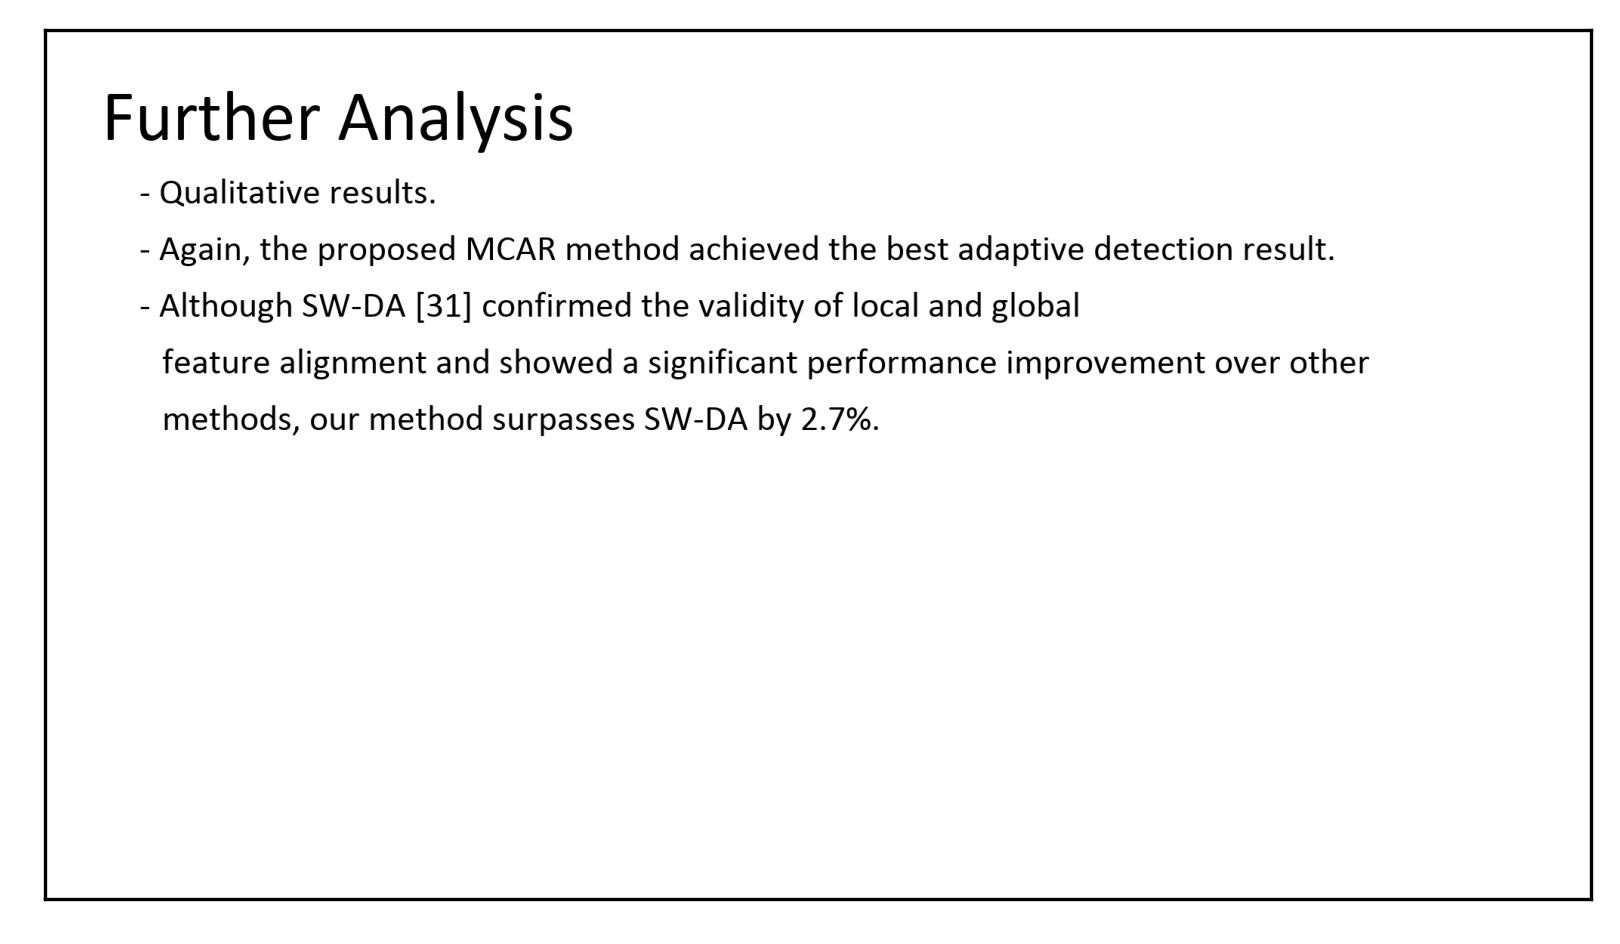 Further Analysis
- Qualitative results.
- Again, the proposed MCAR method achieved the best adaptive detection result.
- Although SW-DA [31] confirmed the validity of local and global
feature alignment and showed a significant performance improvement over other
methods, our method surpasses SW-DA by 2.7%.